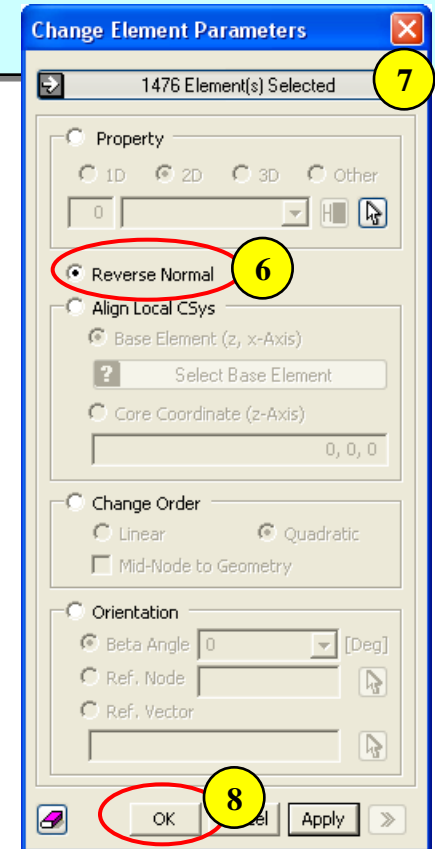 Change Element Parameters
1476 Element(s) Selected
7
Property
1D 2D 3D Other
0
Reverse Normal
6
Align Local CSys
Base Element (z, x-Axis)
? Select Base Element
Core Coordinate (z-Axis)
0, 0, 0
Change Order
Linear Quadratic
Mid-Node to Geometry
Orientation
Beta Angle 0 [Deg]
Ref. Node
Ref. Vector
8
OK Apply